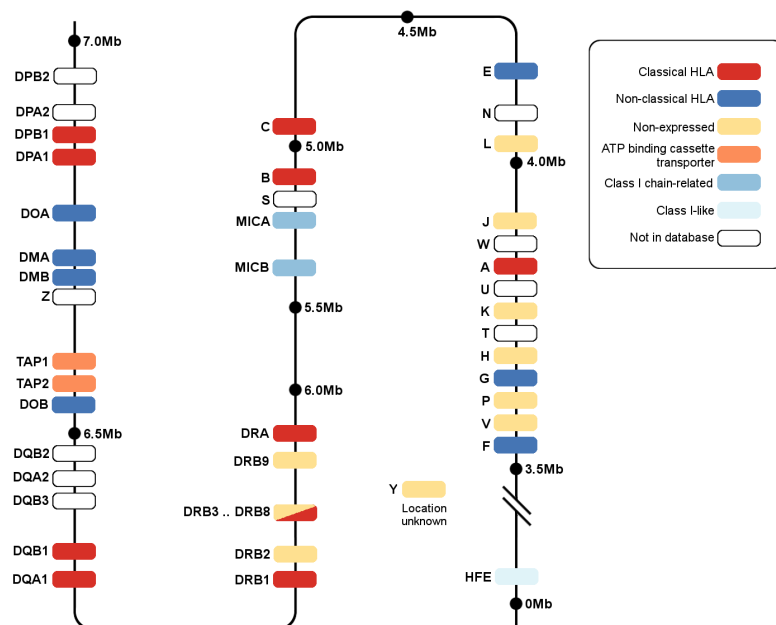 7.0Mb
DPB2
DPA2
DPB1
DPA1
DOA
DMA
DMB
Z
TAP1
TAP2
DOB
6.5Mb
DQB2
DQA2
DQB3
DQB1
DQA1
4.5Mb
C
5.0Mb
B
S
MICA
MICB
5.5Mb
6.0Mb
DRA
DRB9
DRB3 .. DRB8
DRB2
DRB1
E
N
L
4.0Mb
J
W
A
U
K
T
H
G
P
V
F
3.5Mb
Y
Location
unknown
HFE
0Mb
Classical HLA
Non-classical HLA
Non-expressed
ATP binding cassette
transporter
Class I chain-related
Class I-like
Not in database